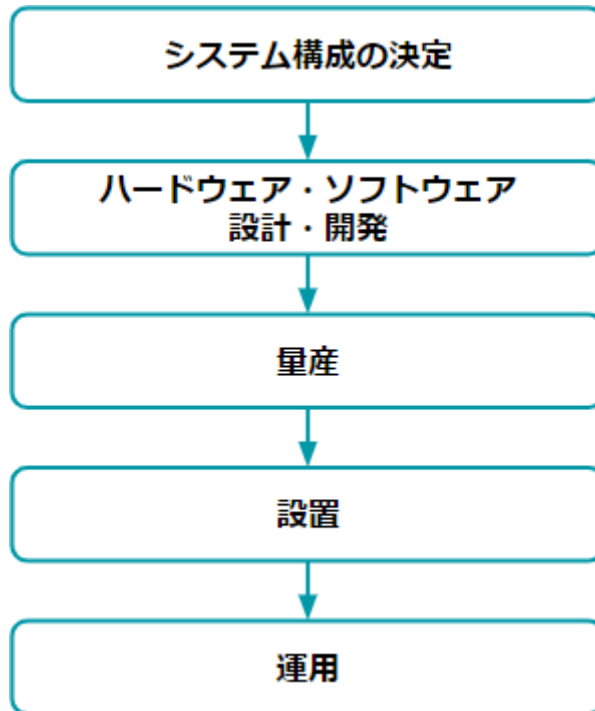 システム構成の決定
ハードウェア・ソフトウェア
設計・開発
量産
設置
運用